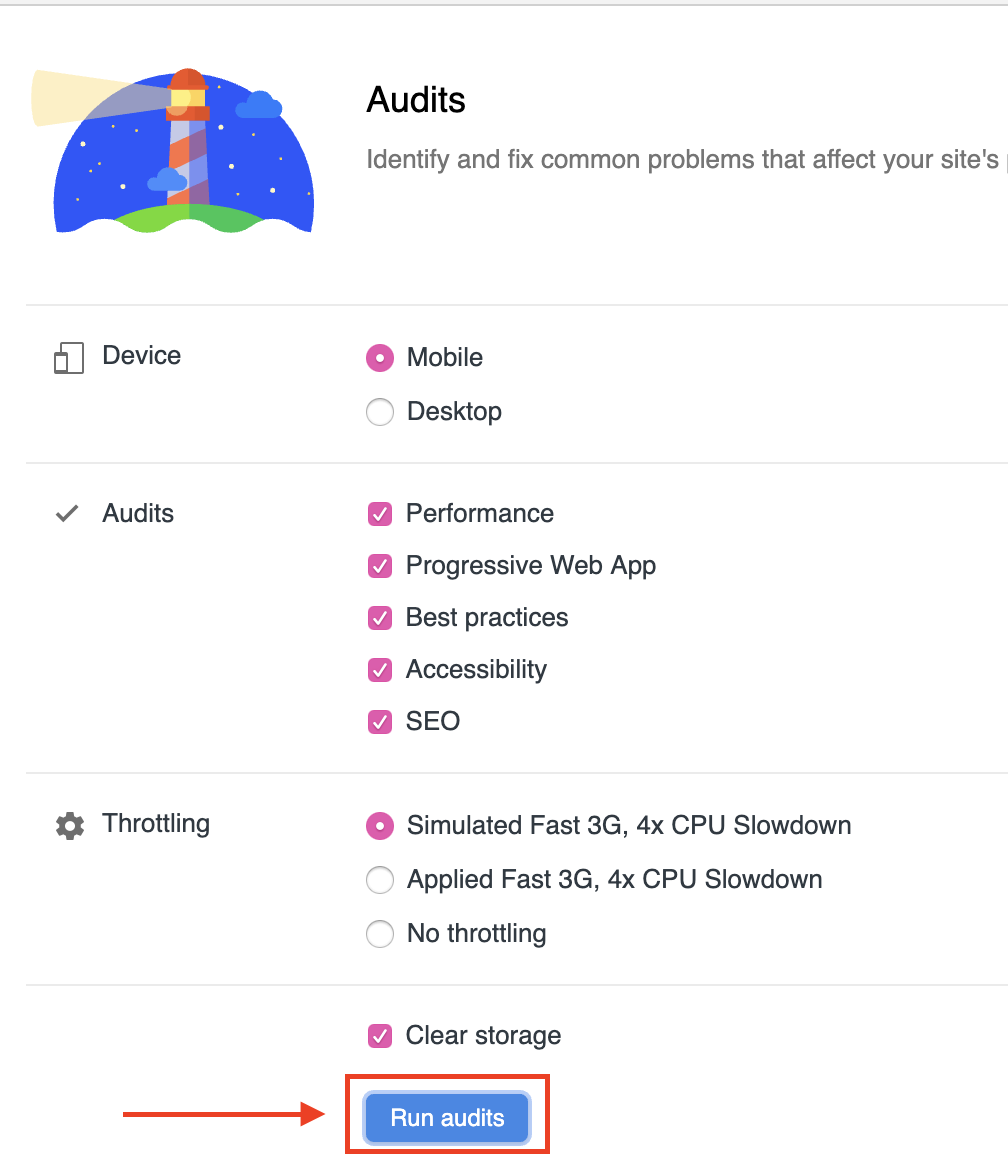 Audits
Identify and fix common problems that affect your site's
Device
Mobile
Desktop
Audits
Performance
Progressive Web App
Best practices
Accessibility
SEO
Throttling
Simulated Fast 3G, 4x CPU Slowdown
Applied Fast 3G, 4x CPU Slowdown
No throttling
Clear storage
Run audits